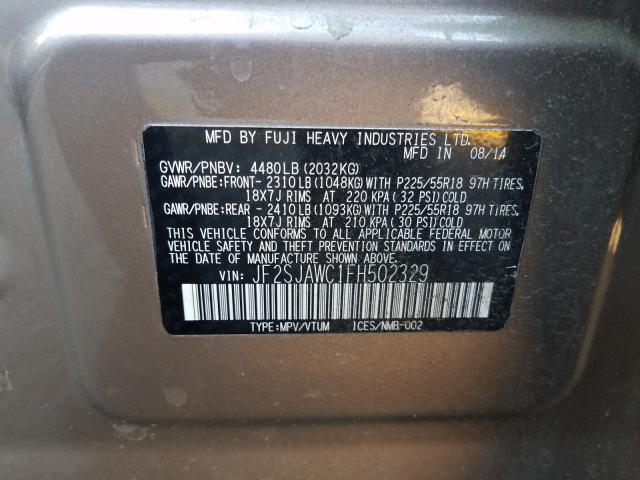 MFD BY FUJI HEAVY INDUSTRIES LTD.
MFD IN 08/14
GVWR/PNBV: 4480LB(2032KG)
GAWR/PNBE:FRONT-2310LB(1048KG)WITH P225/55R18 97H TIRES,
18X7J RIMS AT 220 KPA(32 PSI)COLD
GAWR/PNBE:REAR -2410LB(1093KG)WITH P225/55R18 97H TIRES,
18X7J RIMS AT 210 KPA(30 PSI)COLD
THIS VEHICLE CONFORMS TO ALL APPLICABLE FEDERAL MOTOR
VEHICLE SAFETY AND THEFT PREVENTION STANDARDS IN EFFECT ON
THE DATE OF MANUFACTURE SHOWN ABOVE.
VIN: JF2SJAWC1FH502329
TYPE:MPV/VTUM ICES/NMB-002